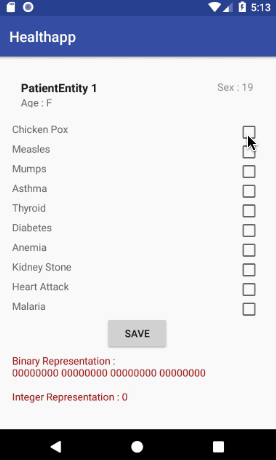 5:13
Healthapp
PatientEntity 1
Sex : 19
Age : F
Chicken Pox
Measles
Mumps
Asthma
Thyroid
Diabetes
Anemia
Kidney Stone
Heart Attack
Malaria
SAVE
Binary Representation :
00000000 00000000 00000000 00000000
Integer Representation : 0